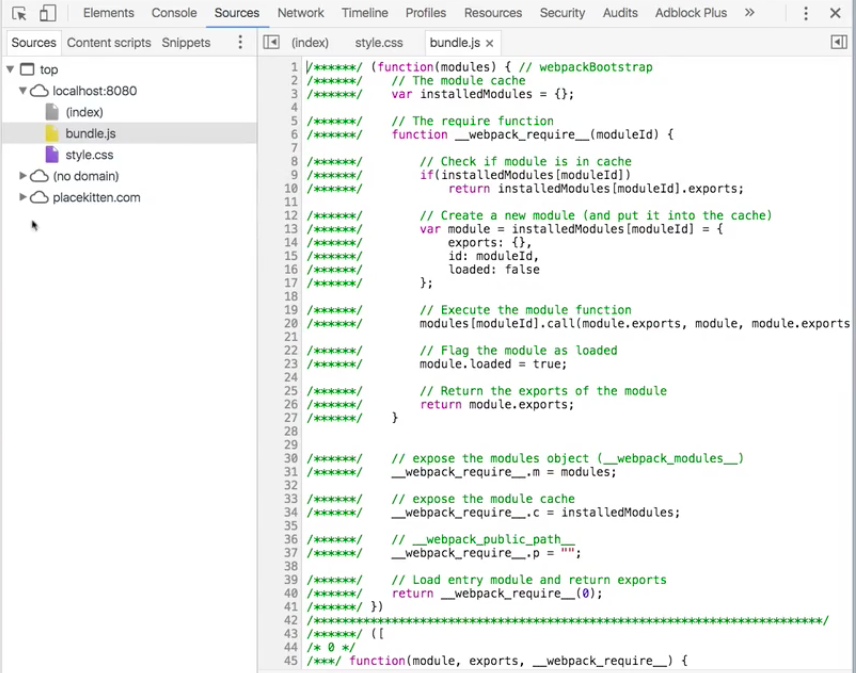 Elements Console Sources Network Timeline Profiles Resources Security Audits Adblock Plus »
Sources Content scripts Snippets
(index) style.css bundle.js ×
top
localhost:8080
(index)
bundle.js
style.css
(no domain)
placekitten.com
1 /******/ (function(modules) { // webpackBootstrap
2 /******/ // The module cache
3 /******/ var installedModules = {};
4
5 /******/ // The require function
6 /******/ function __webpack_require__(moduleId) {
7
8 /******/ // Check if module is in cache
9 /******/ if(installedModules[moduleId])
10 /******/ return installedModules[moduleId].exports;
11
12 /******/ // Create a new module (and put it into the cache)
13 /******/ var module = installedModules[moduleId] = {
14 /******/ exports: {},
15 /******/ id: moduleId,
16 /******/ loaded: false
17 /******/ };
18
19 /******/ // Execute the module function
20 /******/ modules[moduleId].call(module.exports, module, module.exports
21
22 /******/ // Flag the module as loaded
23 /******/ module.loaded = true;
24
25 /******/ // Return the exports of the module
26 /******/ return module.exports;
27 /******/ }
28
29
30 /******/ // expose the modules object (__webpack_modules__)
31 /******/ __webpack_require__.m = modules;
32
33 /******/ // expose the module cache
34 /******/ __webpack_require__.c = installedModules;
35
36 /******/ // __webpack_public_path__
37 /******/ __webpack_require__.p = "";
38
39 /******/ // Load entry module and return exports
40 /******/ return __webpack_require__(0);
41 /******/ })
42 /************************************************************************/
43 /******/ ([
44 /* 0 */
45 /***/ function(module, exports, __webpack_require__) {